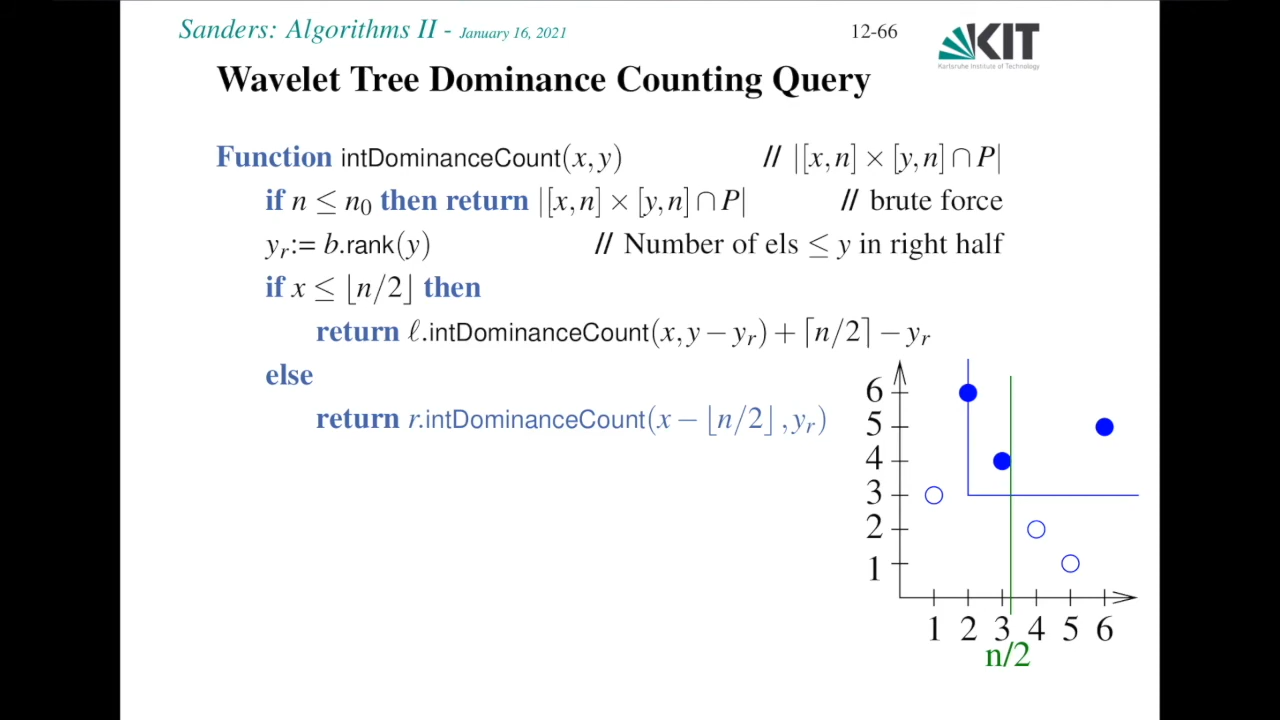 Sanders: Algorithms II - January 16, 2021
12-66
KIT
Karlsruhe Institute of Technology
Wavelet Tree Dominance Counting Query
Function intDominanceCount(x, y) // |[x, n] × [y, n] ∩ P|
if n ≤ n₀ then return |[x, n] × [y, n] ∩ P| // brute force
yᵣ := b.rank(y) // Number of els ≤ y in right half
if x ≤ ⌊n/2⌋ then
return ℓ.intDominanceCount(x, y − yᵣ) + ⌈n/2⌉ − yᵣ
else
return r.intDominanceCount(x − ⌊n/2⌋, yᵣ)
6
5
4
3
2
1
1 2 3 4 5 6
n/2